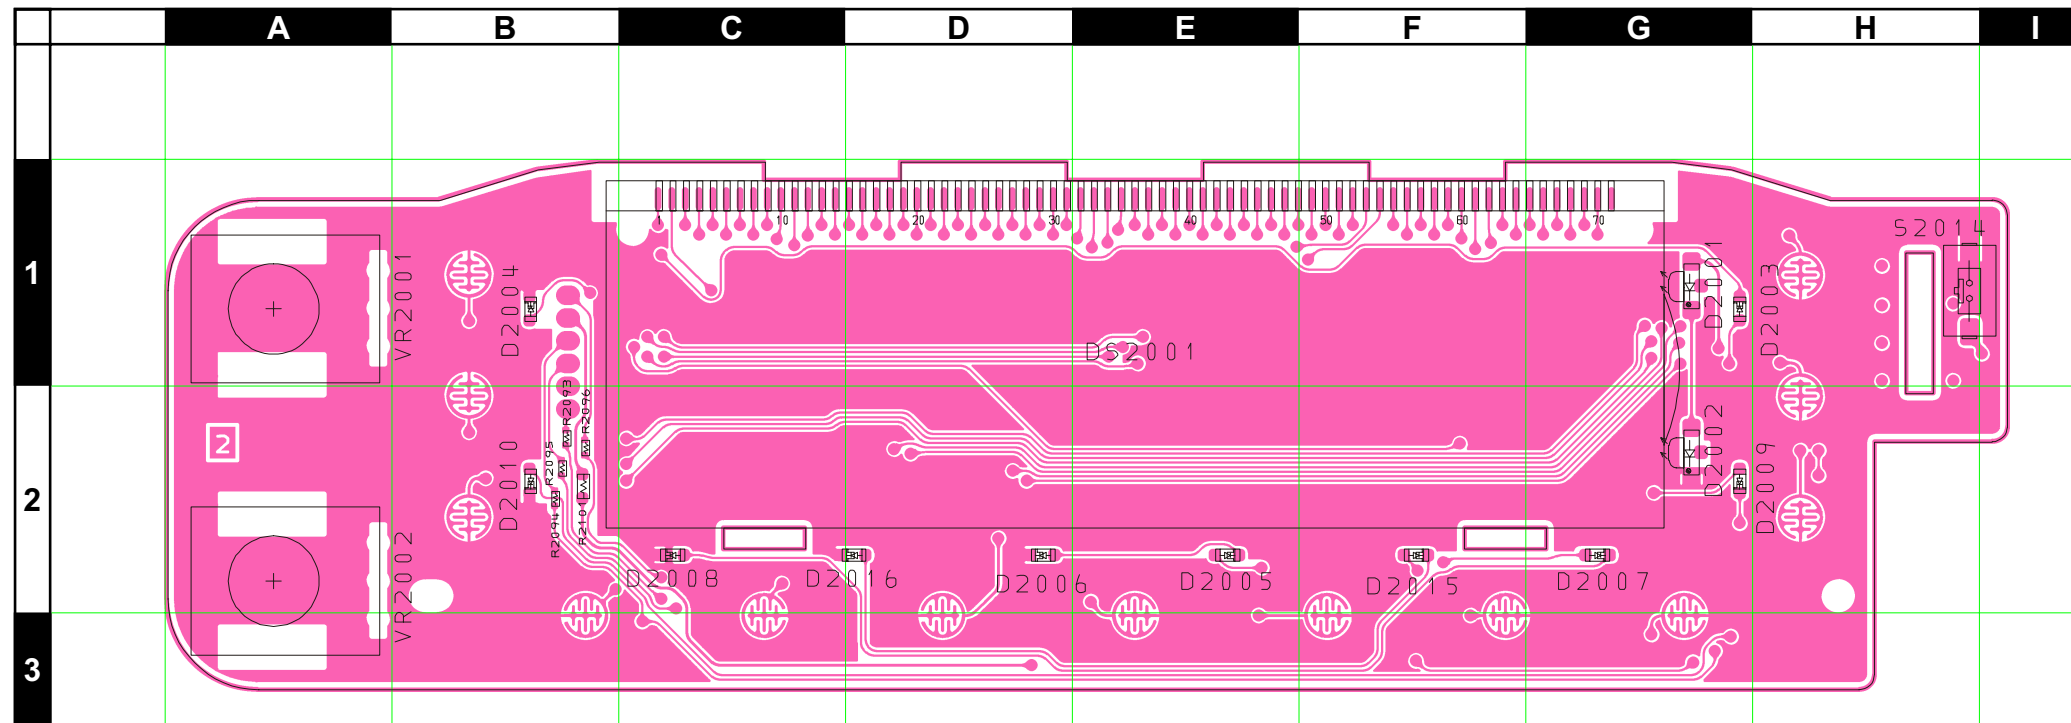 A B C D E F G H I
1
2
3
1 10 20 30 40 50 60 70
S2014
VR2001
D2004
D2001
D2003
DS2001
R2093
R2096
2
R2095
D2010
D2002
D2009
R2094
R2101
VR2002
D2008
D2016
D2006
D2005
D2015
D2007